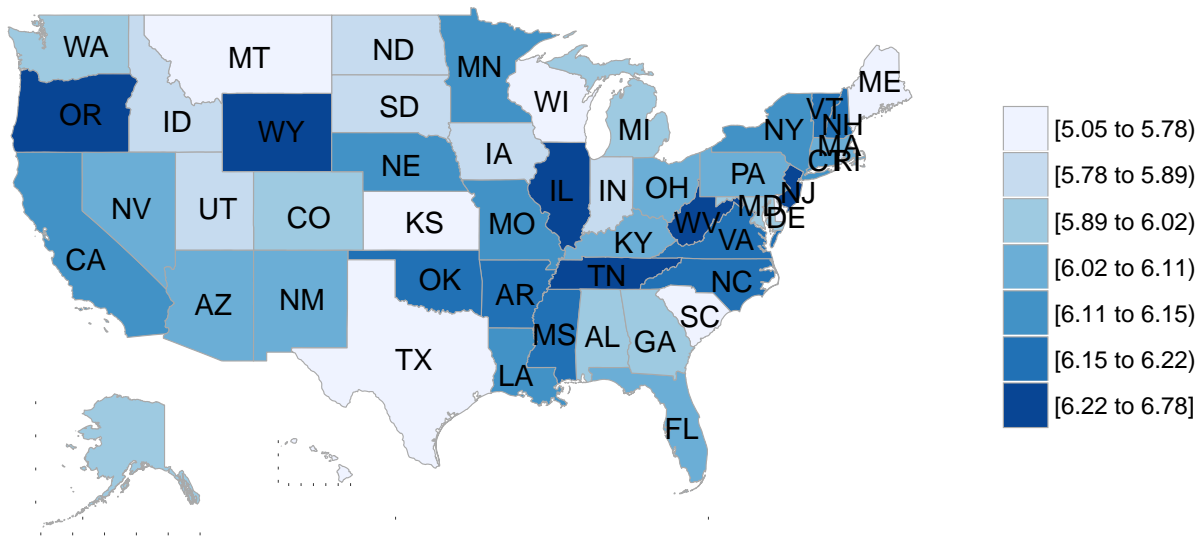 WA
MT
ND
MN
ME
OR
ID
WY
SD
WI
MI
VT
NH
NY
MA
CT
RI
NE
IA
PA
NV
UT
CO
KS
MO
IL
IN
OH
NJ
MD
DE
WV
VA
KY
CA
AZ
NM
OK
AR
TN
NC
SC
MS
AL
GA
TX
LA
FL
[5.05 to 5.78)
[5.78 to 5.89)
[5.89 to 6.02)
[6.02 to 6.11)
[6.11 to 6.15)
[6.15 to 6.22)
[6.22 to 6.78]